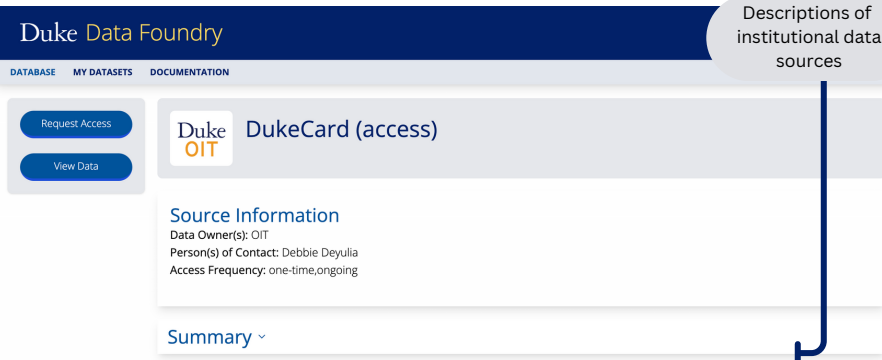 Duke Data Foundry
Descriptions of
institutional data
sources
DATABASE MY DATASETS DOCUMENTATION
Request Access
View Data
Duke
OIT
DukeCard (access)
Source Information
Data Owner(s): OIT
Person(s) of Contact: Debbie Deyulia
Access Frequency: one-time,ongoing
Summary